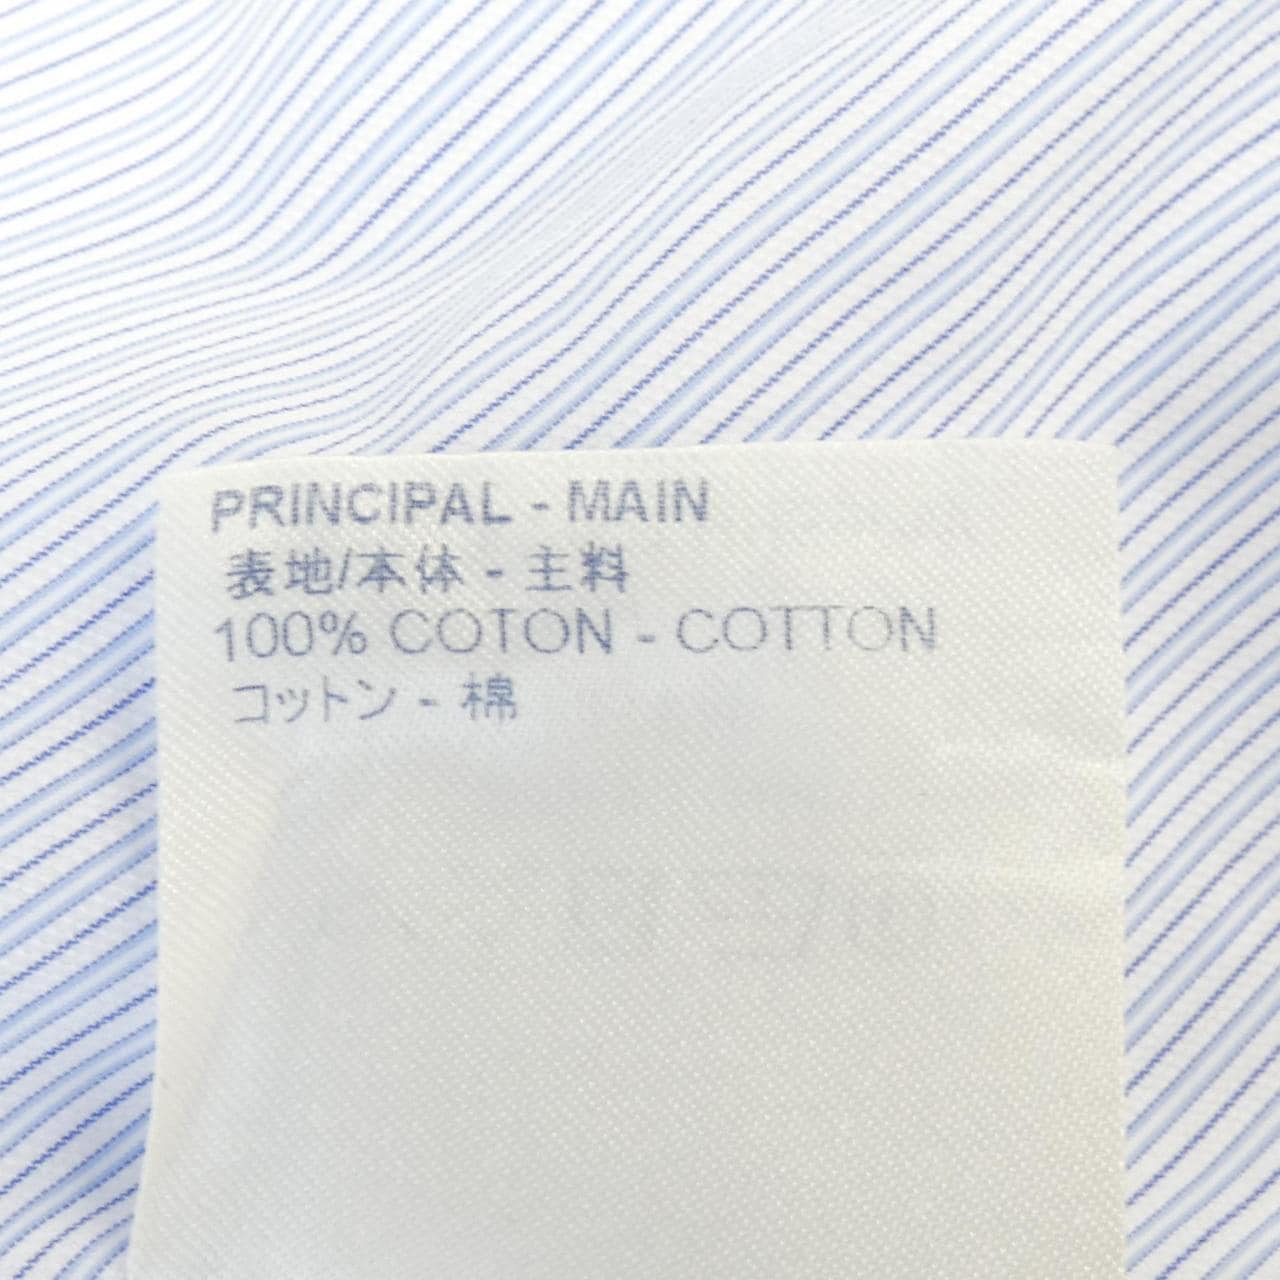 PRINCIPAL - MAIN
表地/本体 - 主料
100% COTON - COTTON
コットン - 棉